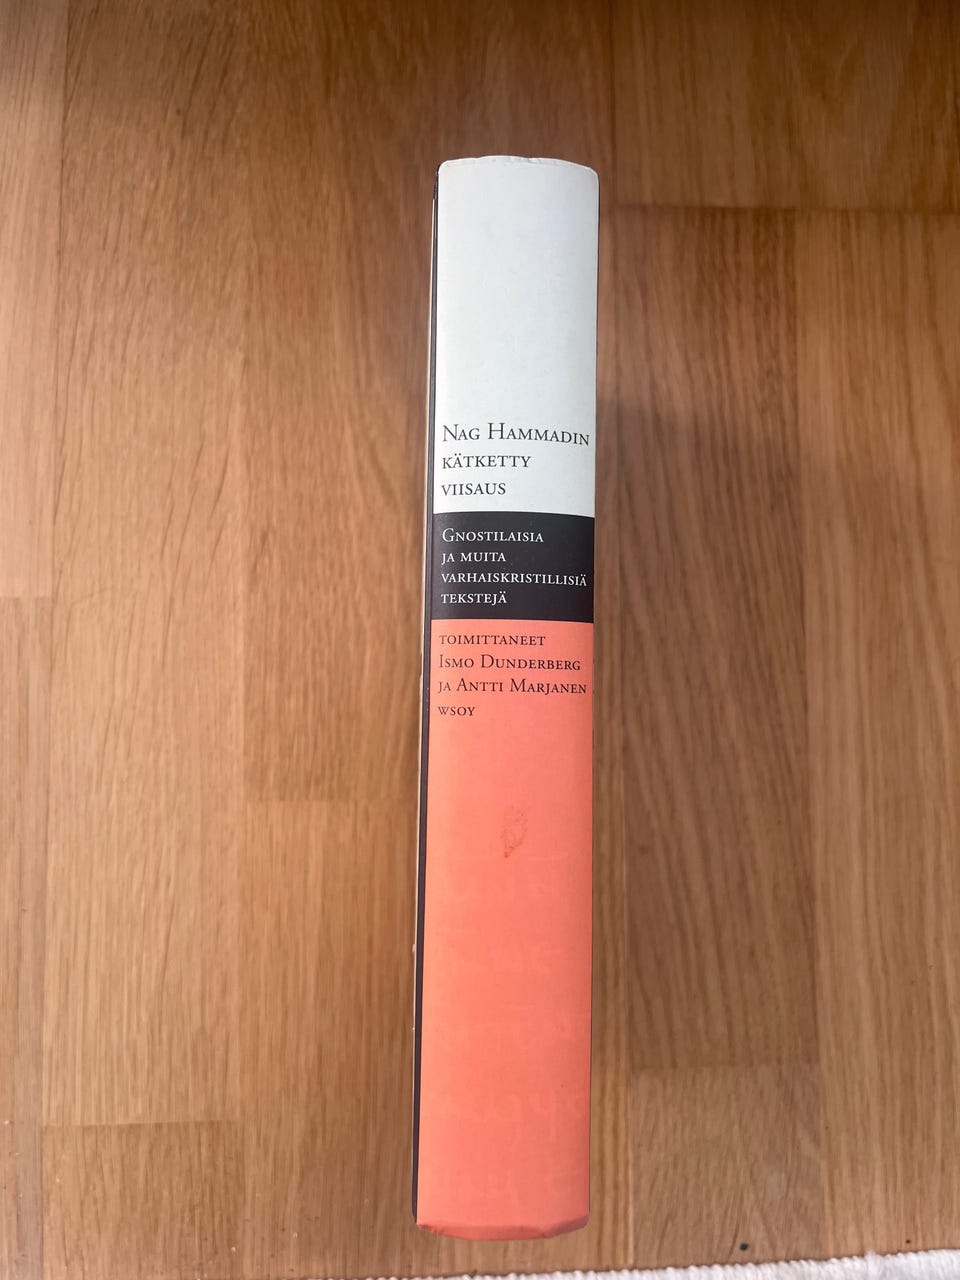 Nag Hammadin
kätketty
viisaus
Gnostilaisia
ja muita
varhaiskristillisiä
tekstejä
toimittaneet
Ismo Dunderberg
ja Antti Marjanen
wsoy